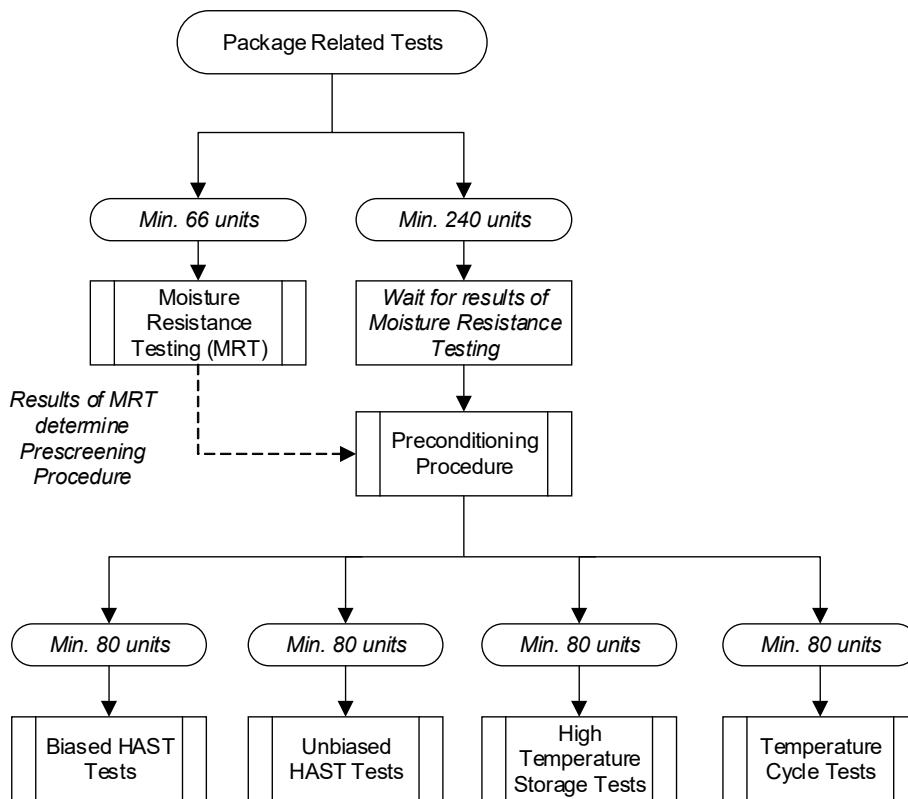 Package Related Tests
Min. 66 units
Min. 240 units
Moisture
Resistance
Testing (MRT)
Wait for results of
Moisture Resistance
Testing
Results of MRT
determine
Prescreening
Procedure
Preconditioning
Procedure
Min. 80 units
Min. 80 units
Min. 80 units
Min. 80 units
Biased HAST
Tests
Unbiased
HAST Tests
High
Temperature
Storage Tests
Temperature
Cycle Tests